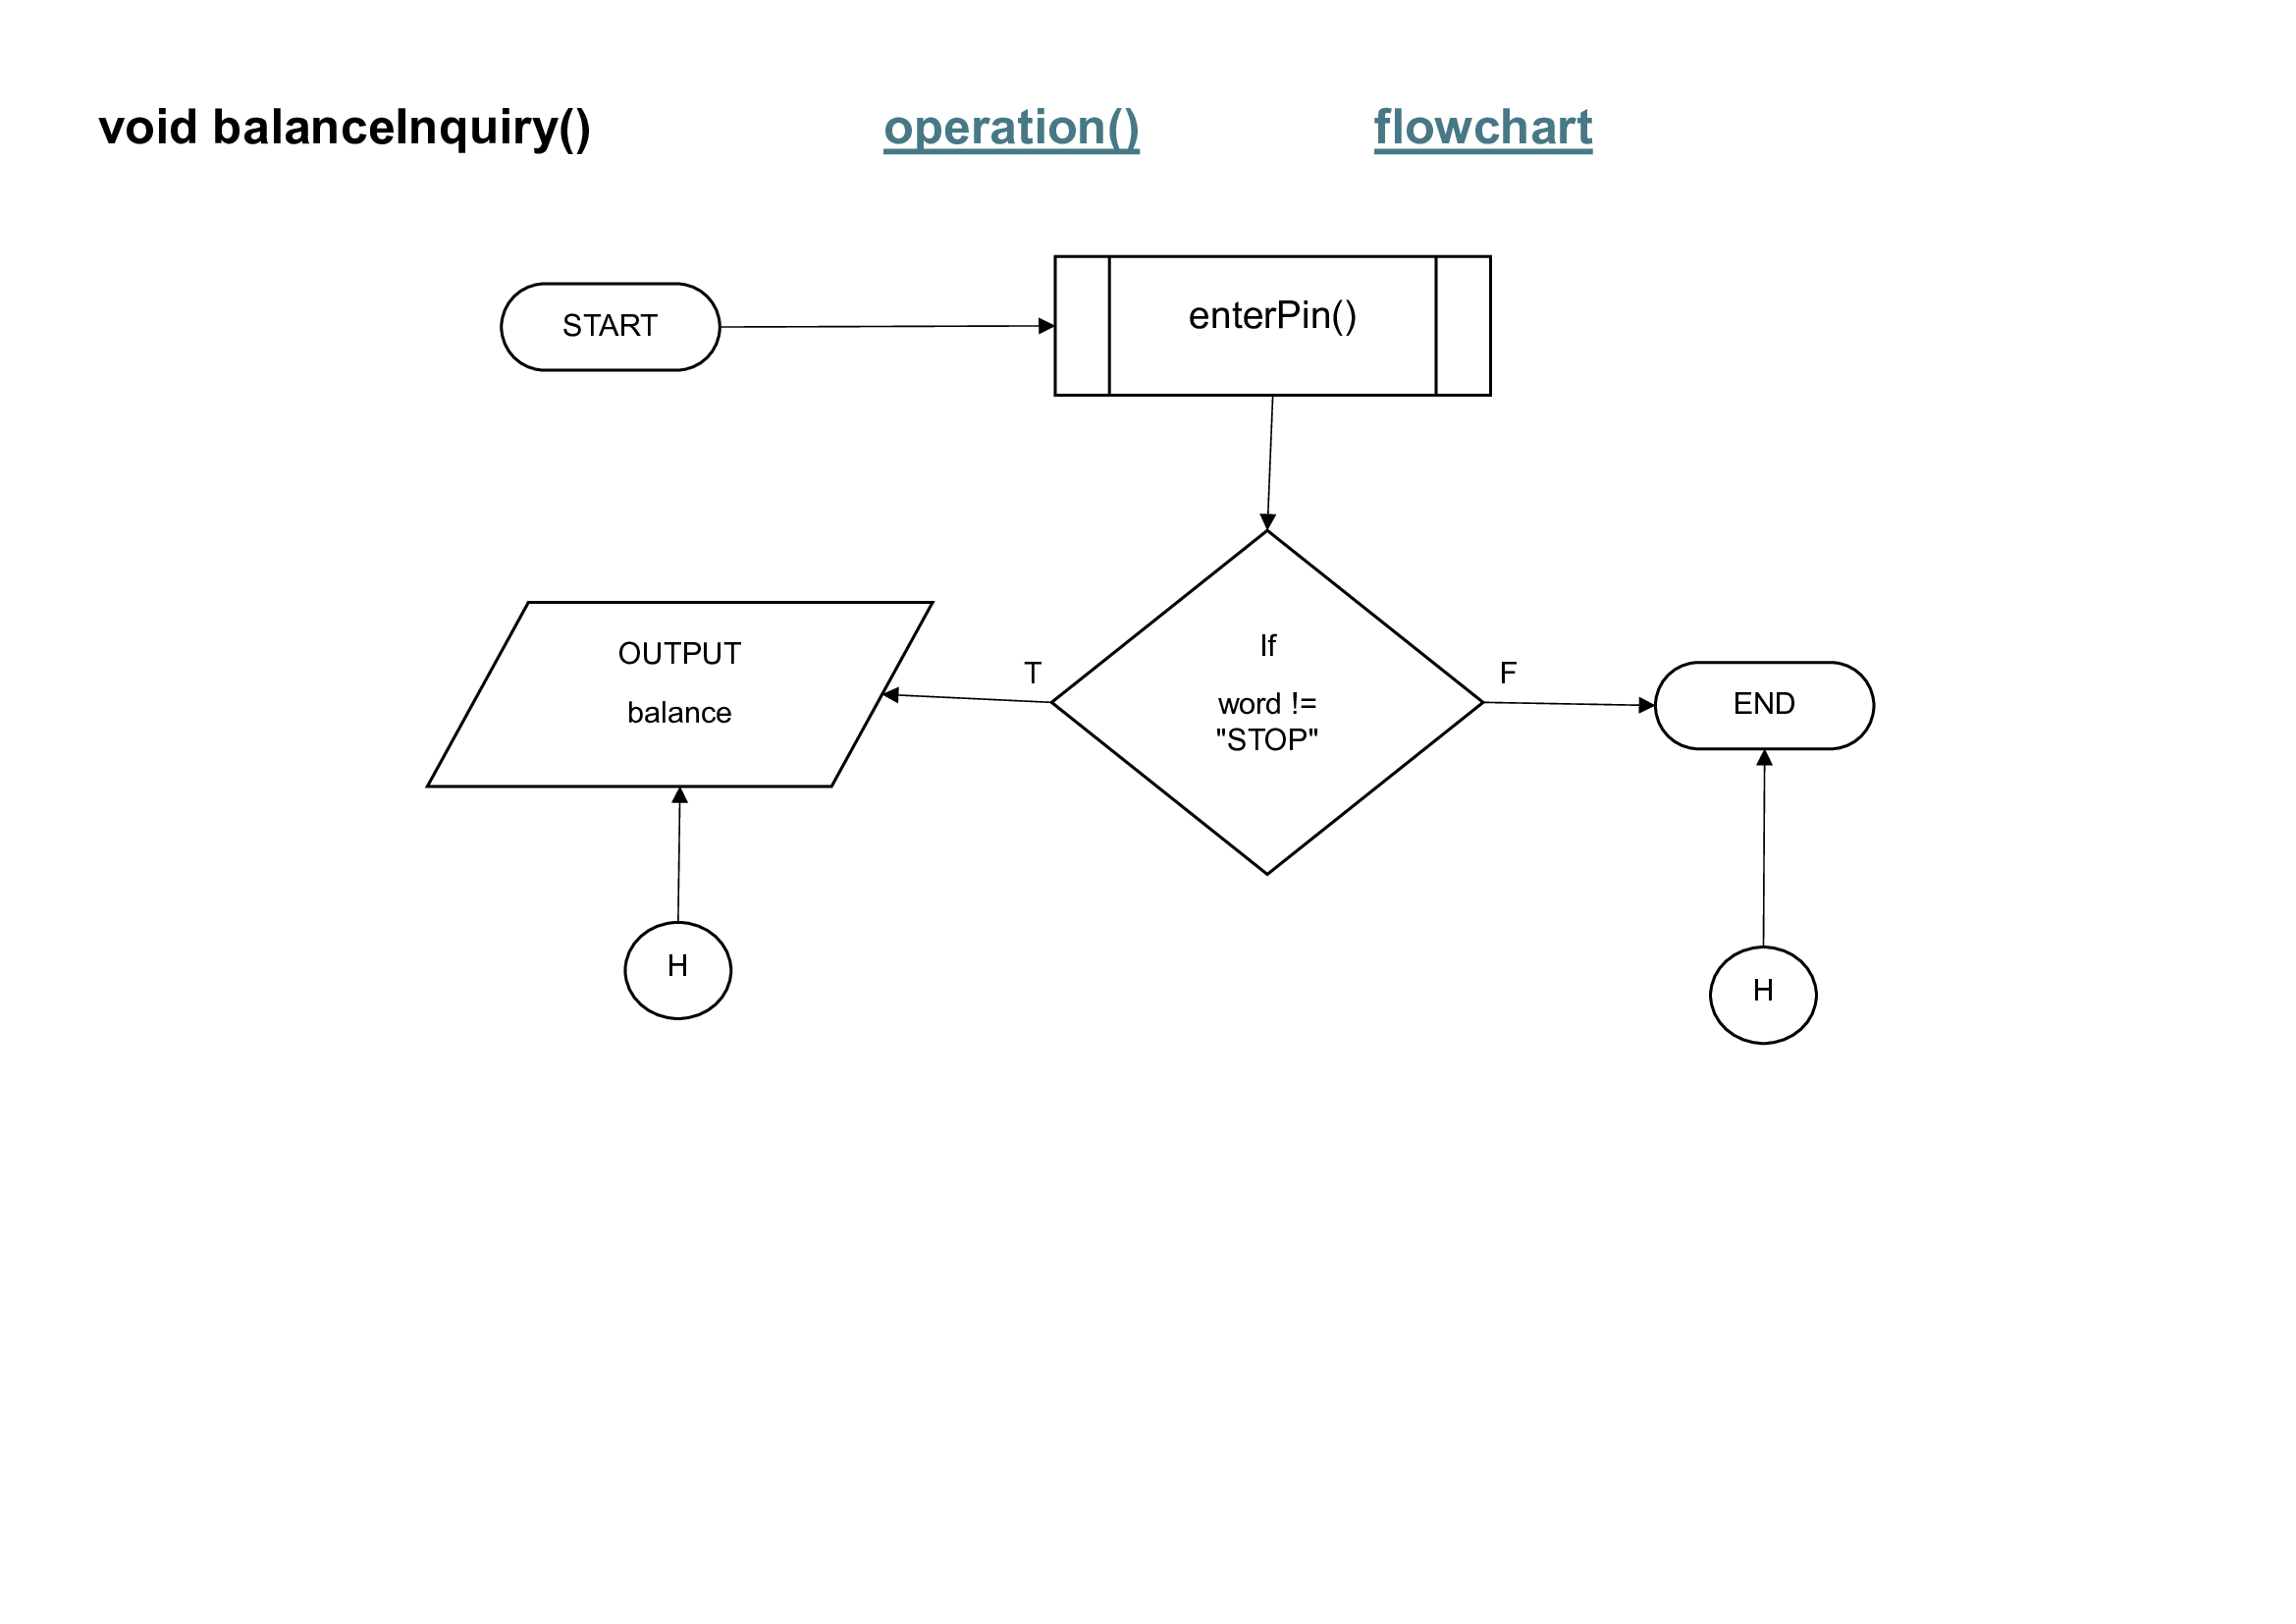 void balanceInquiry() operation() flowchart
START
enterPin()
If
word !=
"STOP"
T
F
OUTPUT
balance
END
H
H